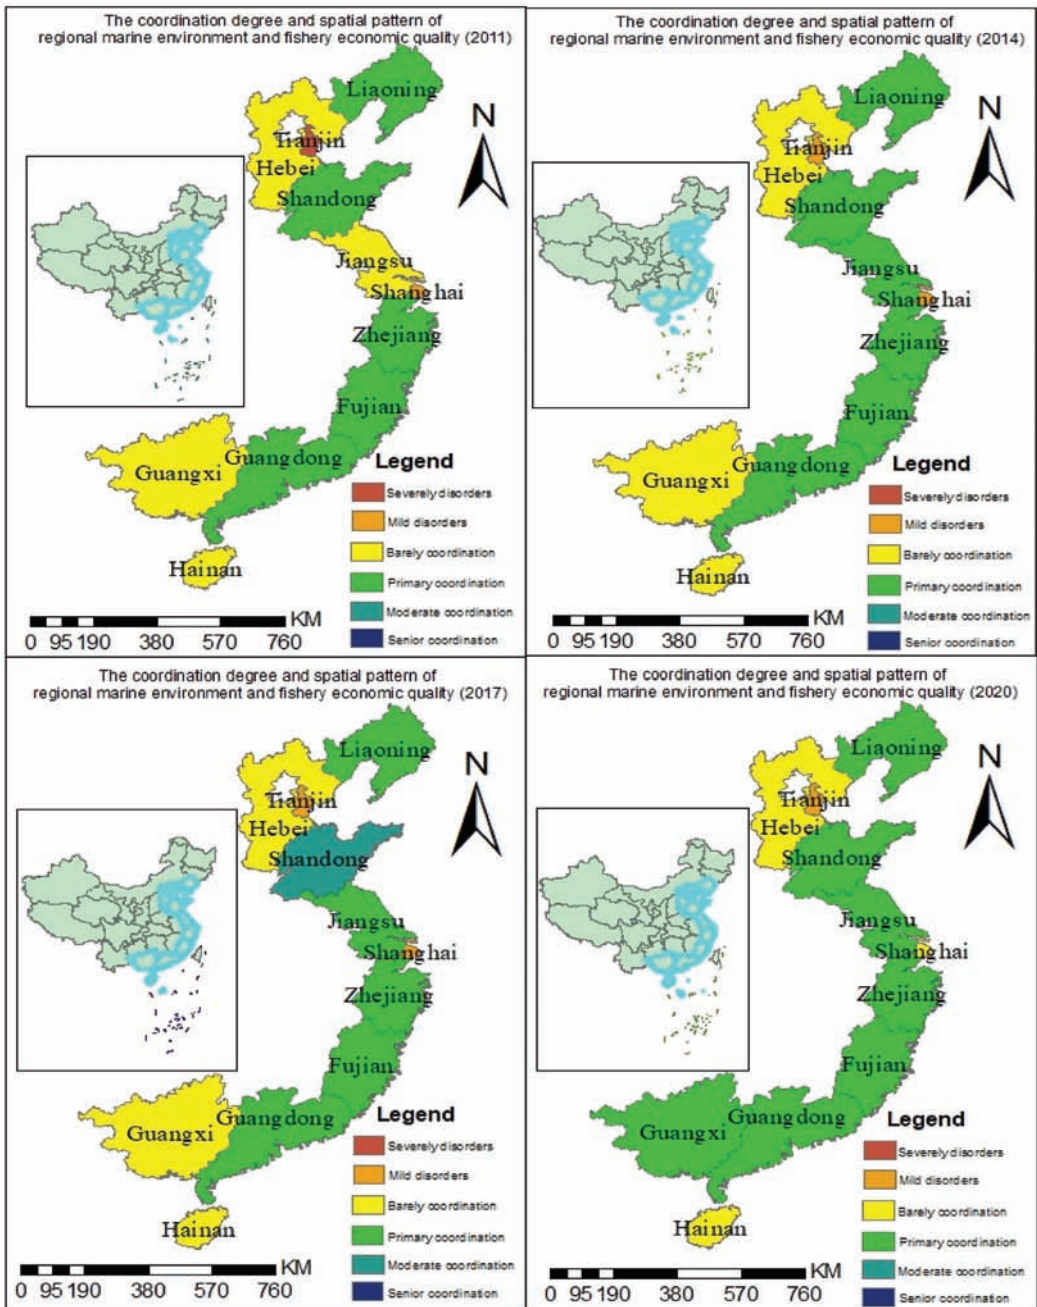 The coordination degree and spatial pattern of
regional marine environment and fishery economic quality (2011)
Liaoning
N
Tianjin
Hebei
Shandong
Jiangsu
Shanghai
Zhejiang
Fujian
Guangdong
Guangxi
Hainan
Legend
Severely disorders
Mild disorders
Barely coordination
Primary coordination
Moderate coordination
Senior coordination
KM
0 95 190 380 570 760
The coordination degree and spatial pattern of
regional marine environment and fishery economic quality (2014)
Liaoning
N
Tianjin
Hebei
Shandong
Jiangsu
Shanghai
Zhejiang
Fujian
Guangdong
Guangxi
Hainan
Legend
Severely disorders
Mild disorders
Barely coordination
Primary coordination
Moderate coordination
Senior coordination
KM
0 95 190 380 570 760
The coordination degree and spatial pattern of
regional marine environment and fishery economic quality (2017)
Liaoning
N
Tianjin
Hebei
Shandong
Jiangsu
Shanghai
Zhejiang
Fujian
Guangdong
Guangxi
Hainan
Legend
Severely disorders
Mild disorders
Barely coordination
Primary coordination
Moderate coordination
Senior coordination
KM
0 95 190 380 570 760
The coordination degree and spatial pattern of
regional marine environment and fishery economic quality (2020)
Liaoning
N
Tianjin
Hebei
Shandong
Jiangsu
Shanghai
Zhejiang
Fujian
Guangdong
Guangxi
Hainan
Legend
Severely disorders
Mild disorders
Barely coordination
Primary coordination
Moderate coordination
Senior coordination
KM
0 95 190 380 570 760